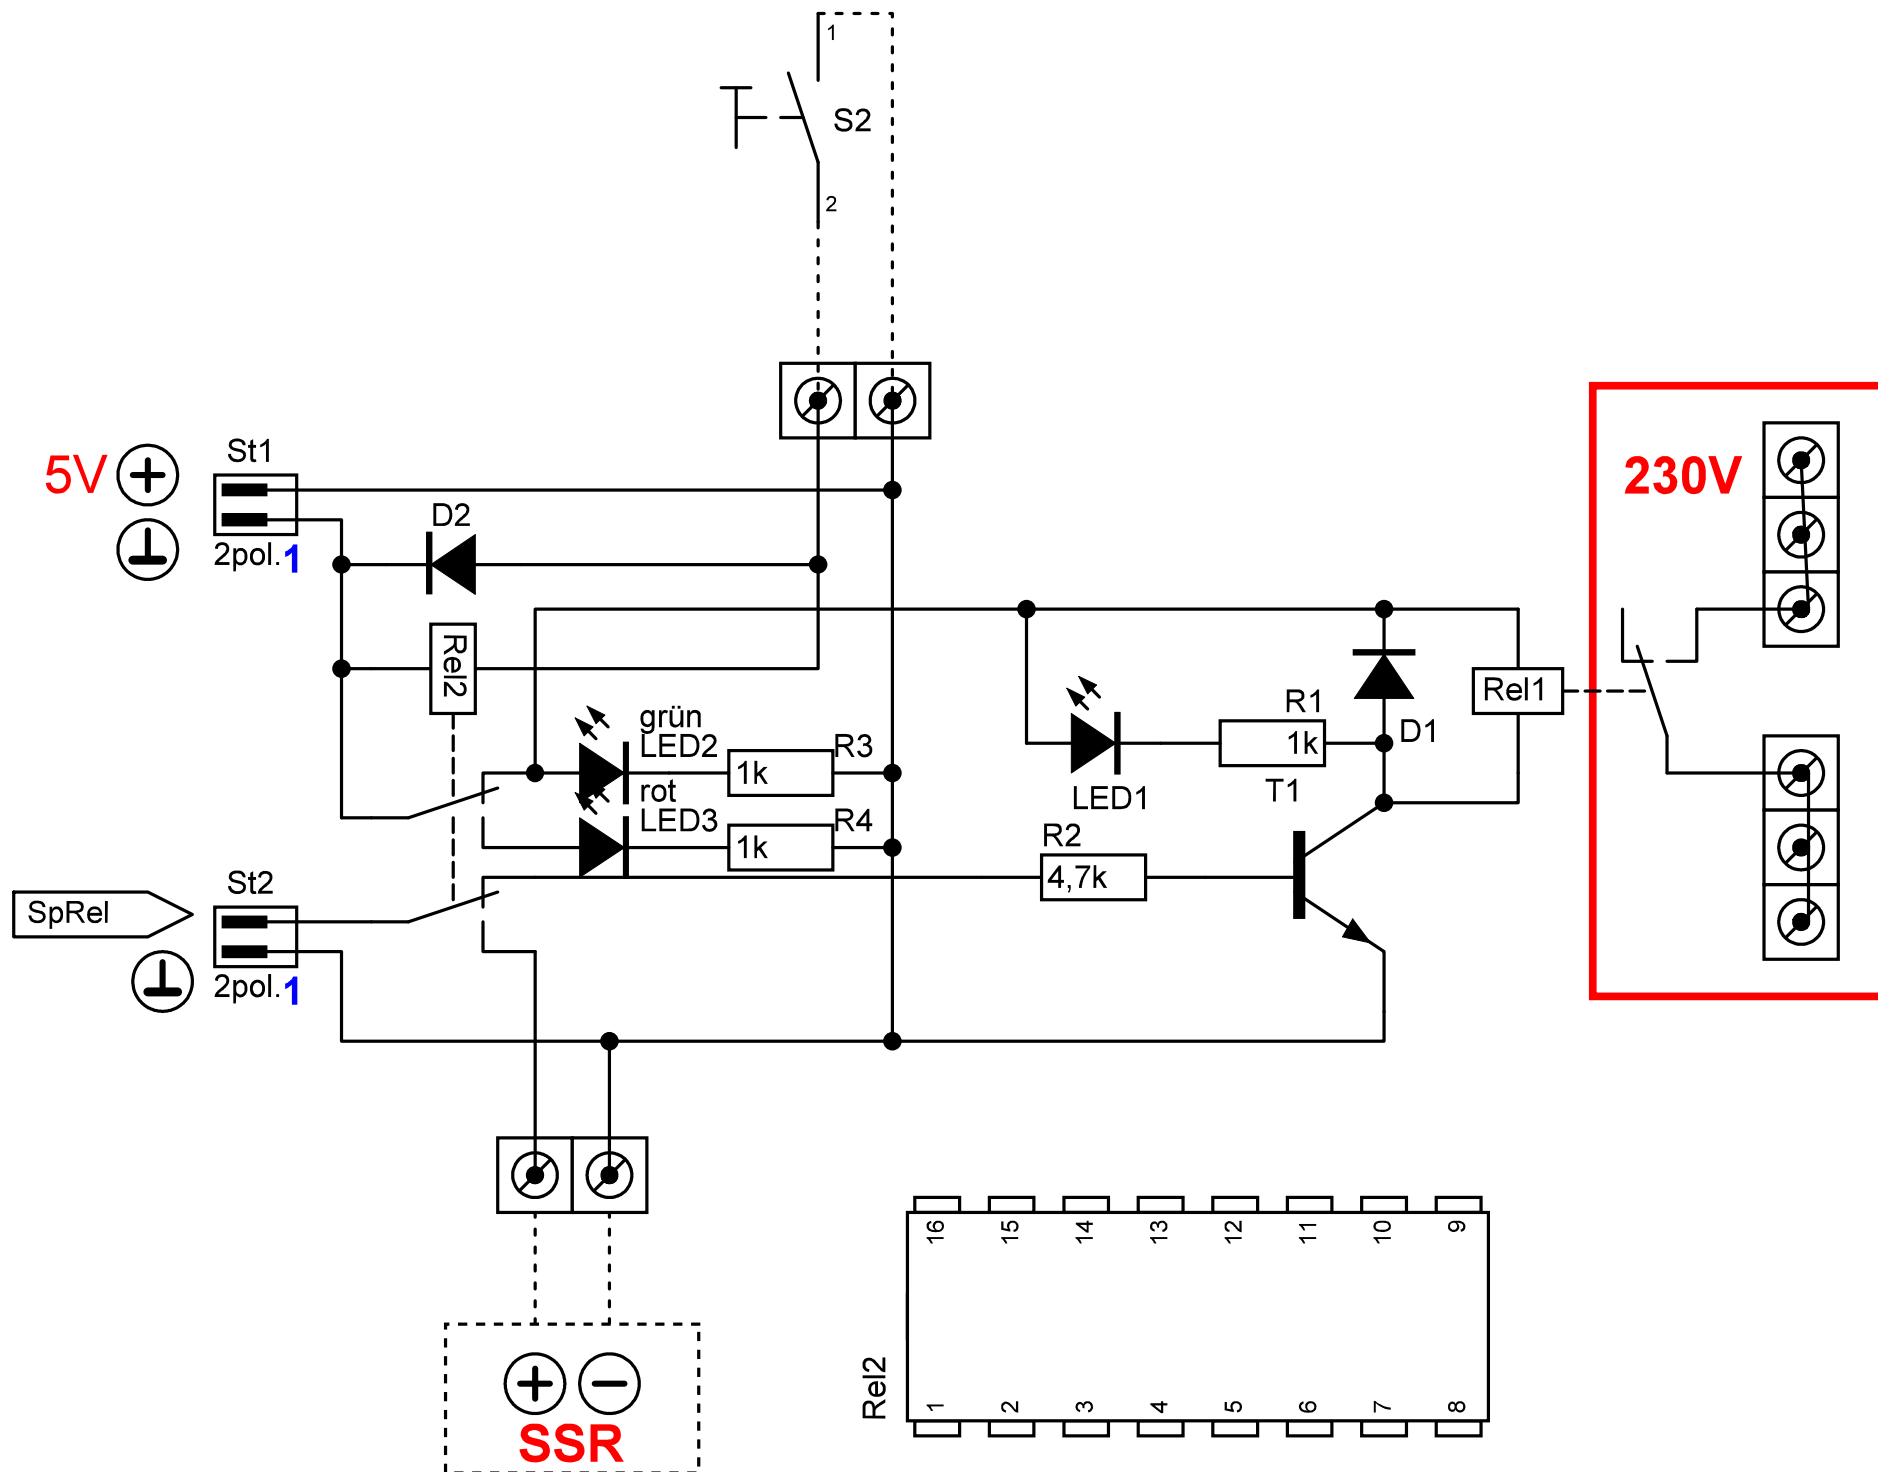 1
S2
2
St1
5V
D2
2pol.1
230V
Rel2
Rel1
R1
grün
LED2
R3
1k
D1
1k
rot
LED1
T1
LED3
R4
1k
R2
4,7k
St2
SpRel
2pol.1
16 15 14 13 12 11 10 9
Rel2
1 2 3 4 5 6 7 8
SSR